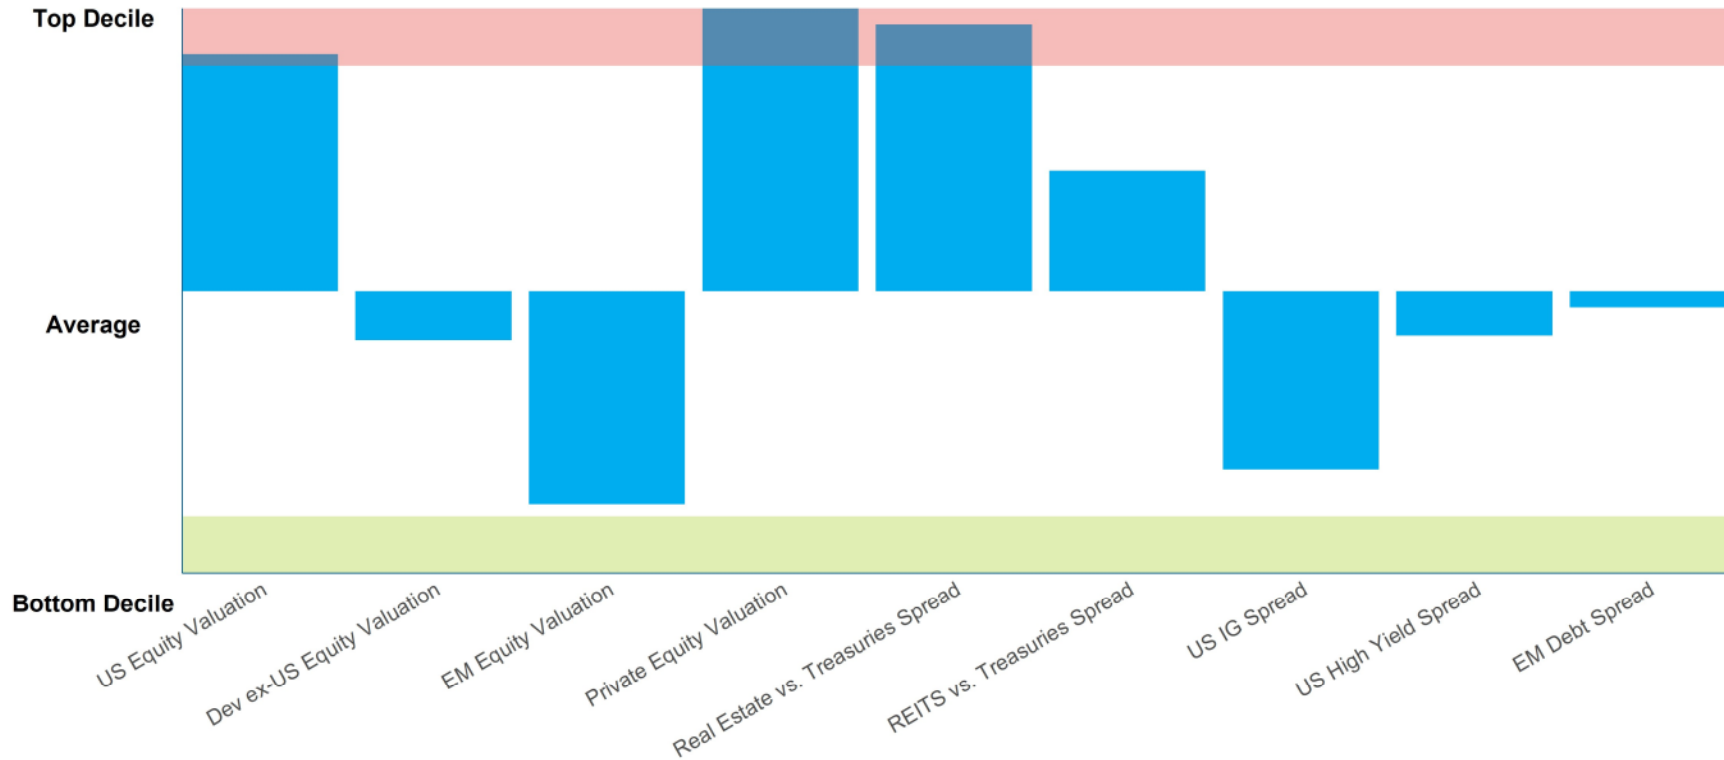 Top Decile
Average
Bottom Decile
US Equity Valuation
Dev ex-US Equity Valuation
EM Equity Valuation
Private Equity Valuation
Real Estate vs. Treasuries Spread
REITS vs. Treasuries Spread
US IG Spread
US High Yield Spread
EM Debt Spread